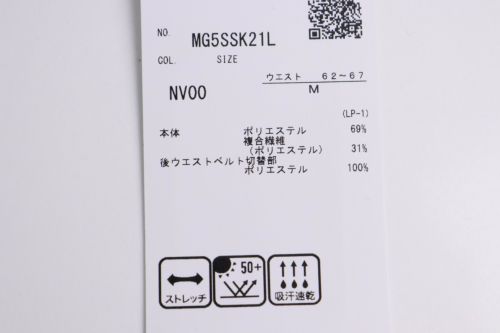 NO. MG5SSK21L
COL. SIZE
ウエスト 62～67
NV00 M
(LP-1)
本体 ポリエステル 69%
複合繊維
(ポリエステル) 31%
後ウエストベルト切替部
ポリエステル 100%
50+
ストレッチ 吸汗速乾